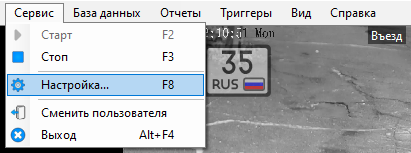 Сервис База данных Отчеты Триггеры Вид Справка
Старт F2
Стоп F3
Настройка... F8
Сменить пользователя
Выход Alt+F4
Mon
Въезд
35
RUS